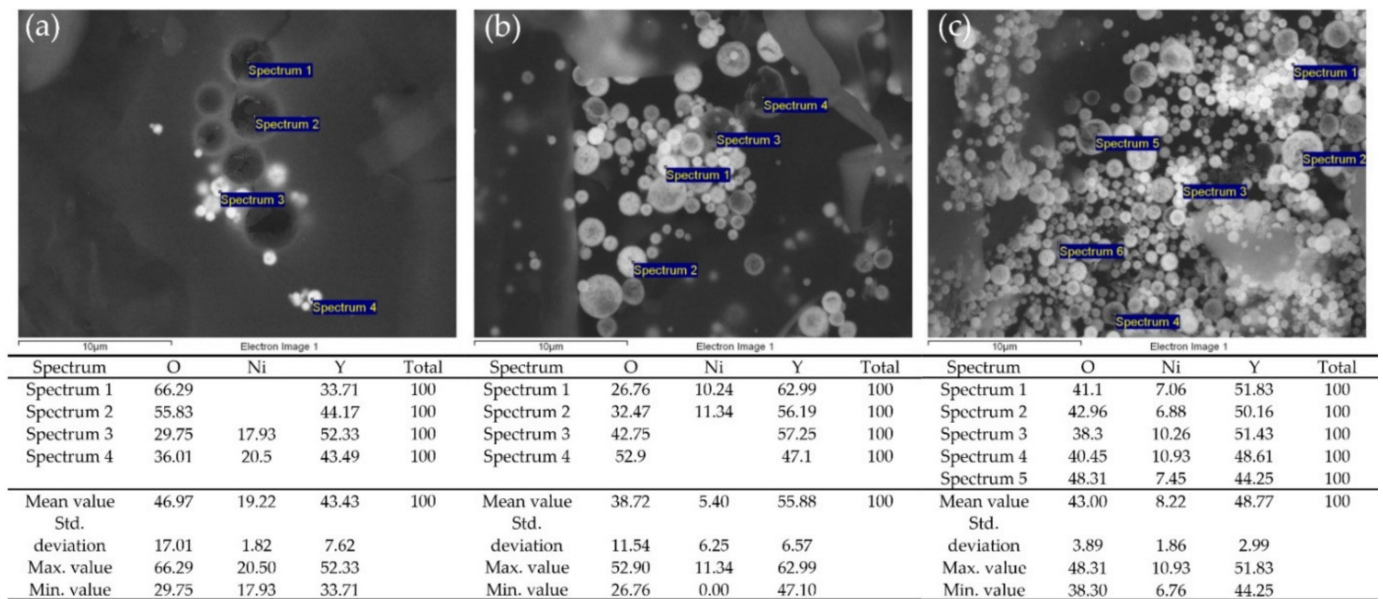 (a)
Spectrum 1
Spectrum 2
Spectrum 3
Spectrum 4
10µm
Electron Image 1
(b)
Spectrum 4
Spectrum 3
Spectrum 1
Spectrum 2
10µm
Electron Image 1
(c)
Spectrum 1
Spectrum 5
Spectrum 2
Spectrum 3
Spectrum 6
Spectrum 4
10µm
Electron Image 1
Spectrum O Ni Y Total
Spectrum 1 66.29 33.71 100
Spectrum 2 55.83 44.17 100
Spectrum 3 29.75 17.93 52.33 100
Spectrum 4 36.01 20.5 43.49 100
Mean value 46.97 19.22 43.43 100
Std.
deviation 17.01 1.82 7.62
Max. value 66.29 20.50 52.33
Min. value 29.75 17.93 33.71
Spectrum O Ni Y Total
Spectrum 1 26.76 10.24 62.99 100
Spectrum 2 32.47 11.34 56.19 100
Spectrum 3 42.75 57.25 100
Spectrum 4 52.9 47.1 100
Mean value 38.72 5.40 55.88 100
Std.
deviation 11.54 6.25 6.57
Max. value 52.90 11.34 62.99
Min. value 26.76 0.00 47.10
Spectrum O Ni Y Total
Spectrum 1 41.1 7.06 51.83 100
Spectrum 2 42.96 6.88 50.16 100
Spectrum 3 38.3 10.26 51.43 100
Spectrum 4 40.45 10.93 48.61 100
Spectrum 5 48.31 7.45 44.25 100
Mean value 43.00 8.22 48.77 100
Std.
deviation 3.89 1.86 2.99
Max. value 48.31 10.93 51.83
Min. value 38.30 6.76 44.25